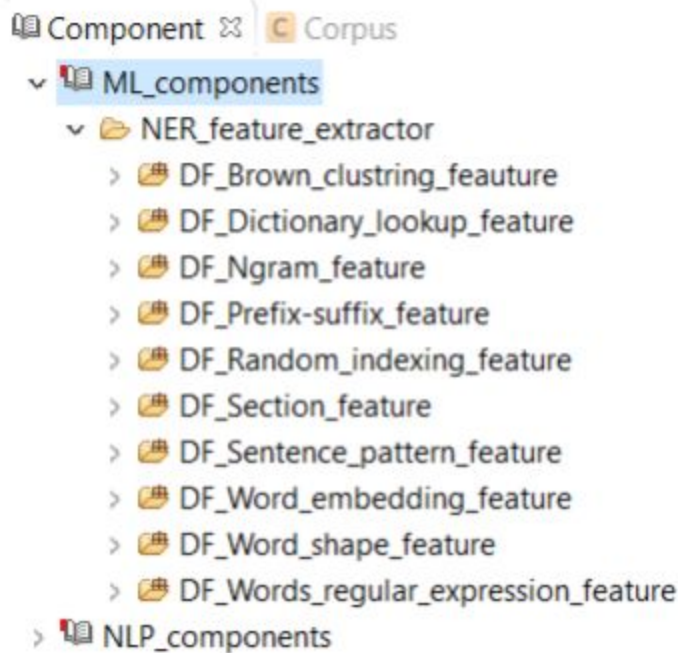 Component C Corpus
ML_components
NER_feature_extractor
DF_Brown_clustring_feauture
DF_Dictionary_lookup_feature
DF_Ngram_feature
DF_Prefix-suffix_feature
DF_Random_indexing_feature
DF_Section_feature
DF_Sentence_pattern_feature
DF_Word_embedding_feature
DF_Word_shape_feature
DF_Words_regular_expression_feature
NLP_components